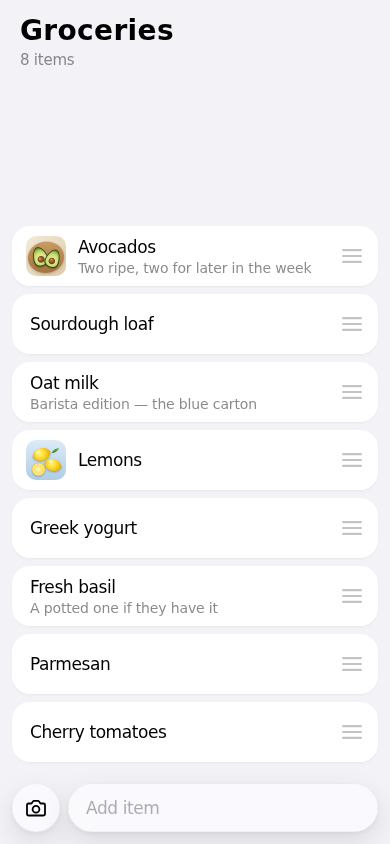 Groceries
8 items
Avocados
Two ripe, two for later in the week
Sourdough loaf
Oat milk
Barista edition — the blue carton
Lemons
Greek yogurt
Fresh basil
A potted one if they have it
Parmesan
Cherry tomatoes
Add item